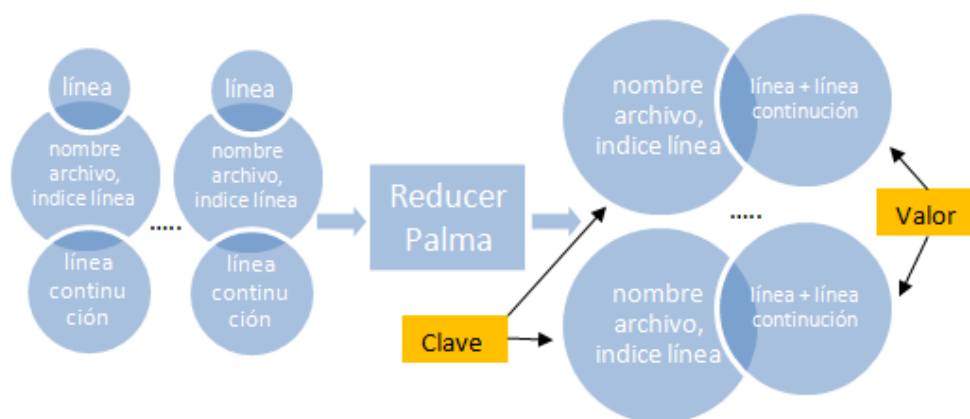 línea
nombre
archivo,
indice línea
línea
continu
ción
.....
línea
nombre
archivo,
indice línea
línea
continu
ción
Reducer
Palma
nombre
archivo,
indice línea
línea + línea
continución
.....
nombre
archivo,
indice línea
línea + línea
continución
Clave
Valor